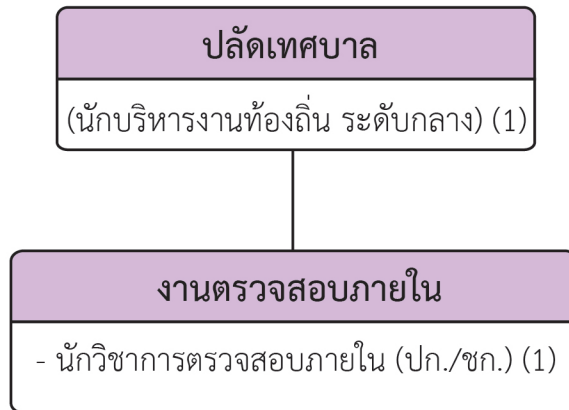 ปลัดเทศบาล
(นักบริหารงานท้องถิ่น ระดับกลาง) (1)
งานตรวจสอบภายใน
- นักวิชาการตรวจสอบภายใน (ปก./ชก.) (1)